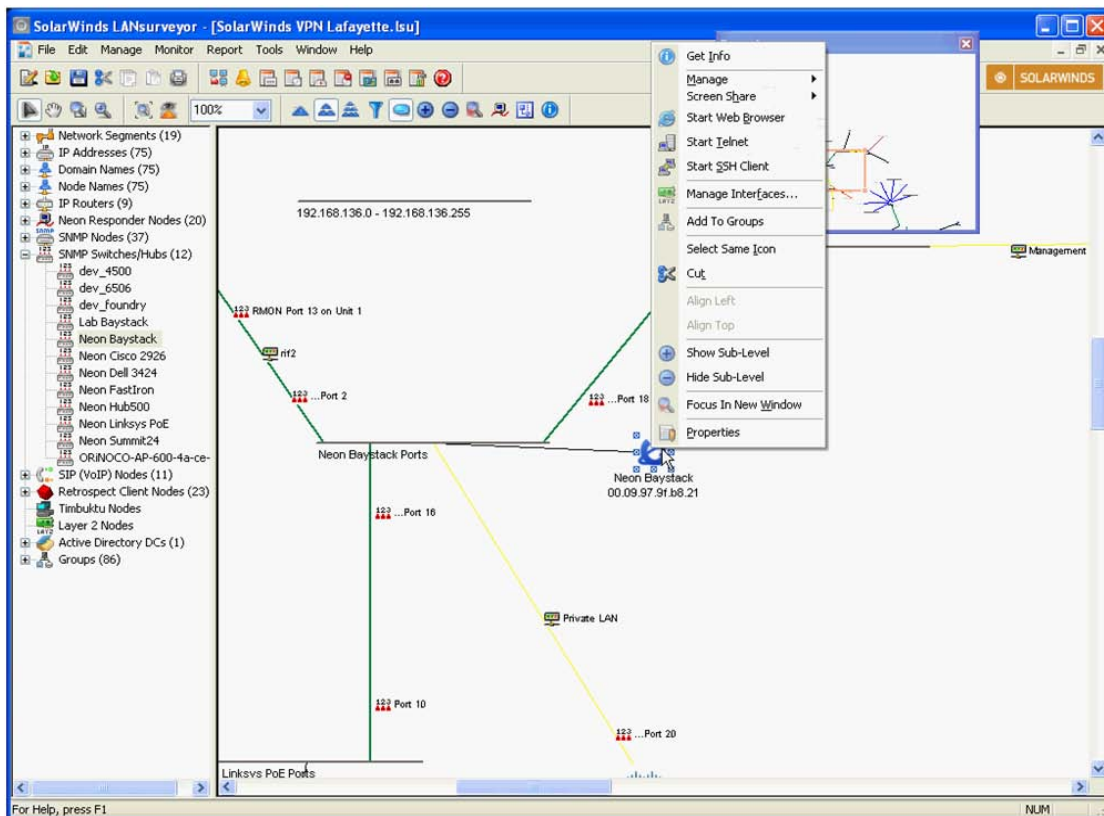 SolarWinds LANsurveyor - [SolarWinds VPN Lafayette.lsu]
File Edit Manage Monitor Report Tools Window Help
SOLARWINDS
100%
Network Segments (19)
IP Addresses (75)
Domain Names (75)
Node Names (75)
IP Routers (9)
Neon Responder Nodes (20)
SNMP Nodes (37)
SNMP Switches/Hubs (12)
dev_4500
dev_6506
dev_foundry
Lab Baystack
Neon Baystack
Neon Cisco 2926
Neon Dell 3424
Neon FastIron
Neon Hub500
Neon Linksys PoE
Neon Summit24
ORiNOCO-AP-600-4a-ce-
SIP (VoIP) Nodes (11)
Retrospect Client Nodes (23)
Timbuktu Nodes
Layer 2 Nodes
Active Directory DCs (1)
Groups (86)
192.168.136.0 - 192.168.136.255
RMON Port 13 on Unit 1
rif2
...Port 2
...Port 18
Neon Baystack Ports
Neon Baystack
00.09.97.9f.b8.21
...Port 16
Private LAN
Port 10
...Port 20
Linksys PoE Ports
Management
Get Info
Manage
Screen Share
Start Web Browser
Start Telnet
Start SSH Client
Manage Interfaces...
Add To Groups
Select Same Icon
Cut
Align Left
Align Top
Show Sub-Level
Hide Sub-Level
Focus In New Window
Properties
For Help, press F1
NUM